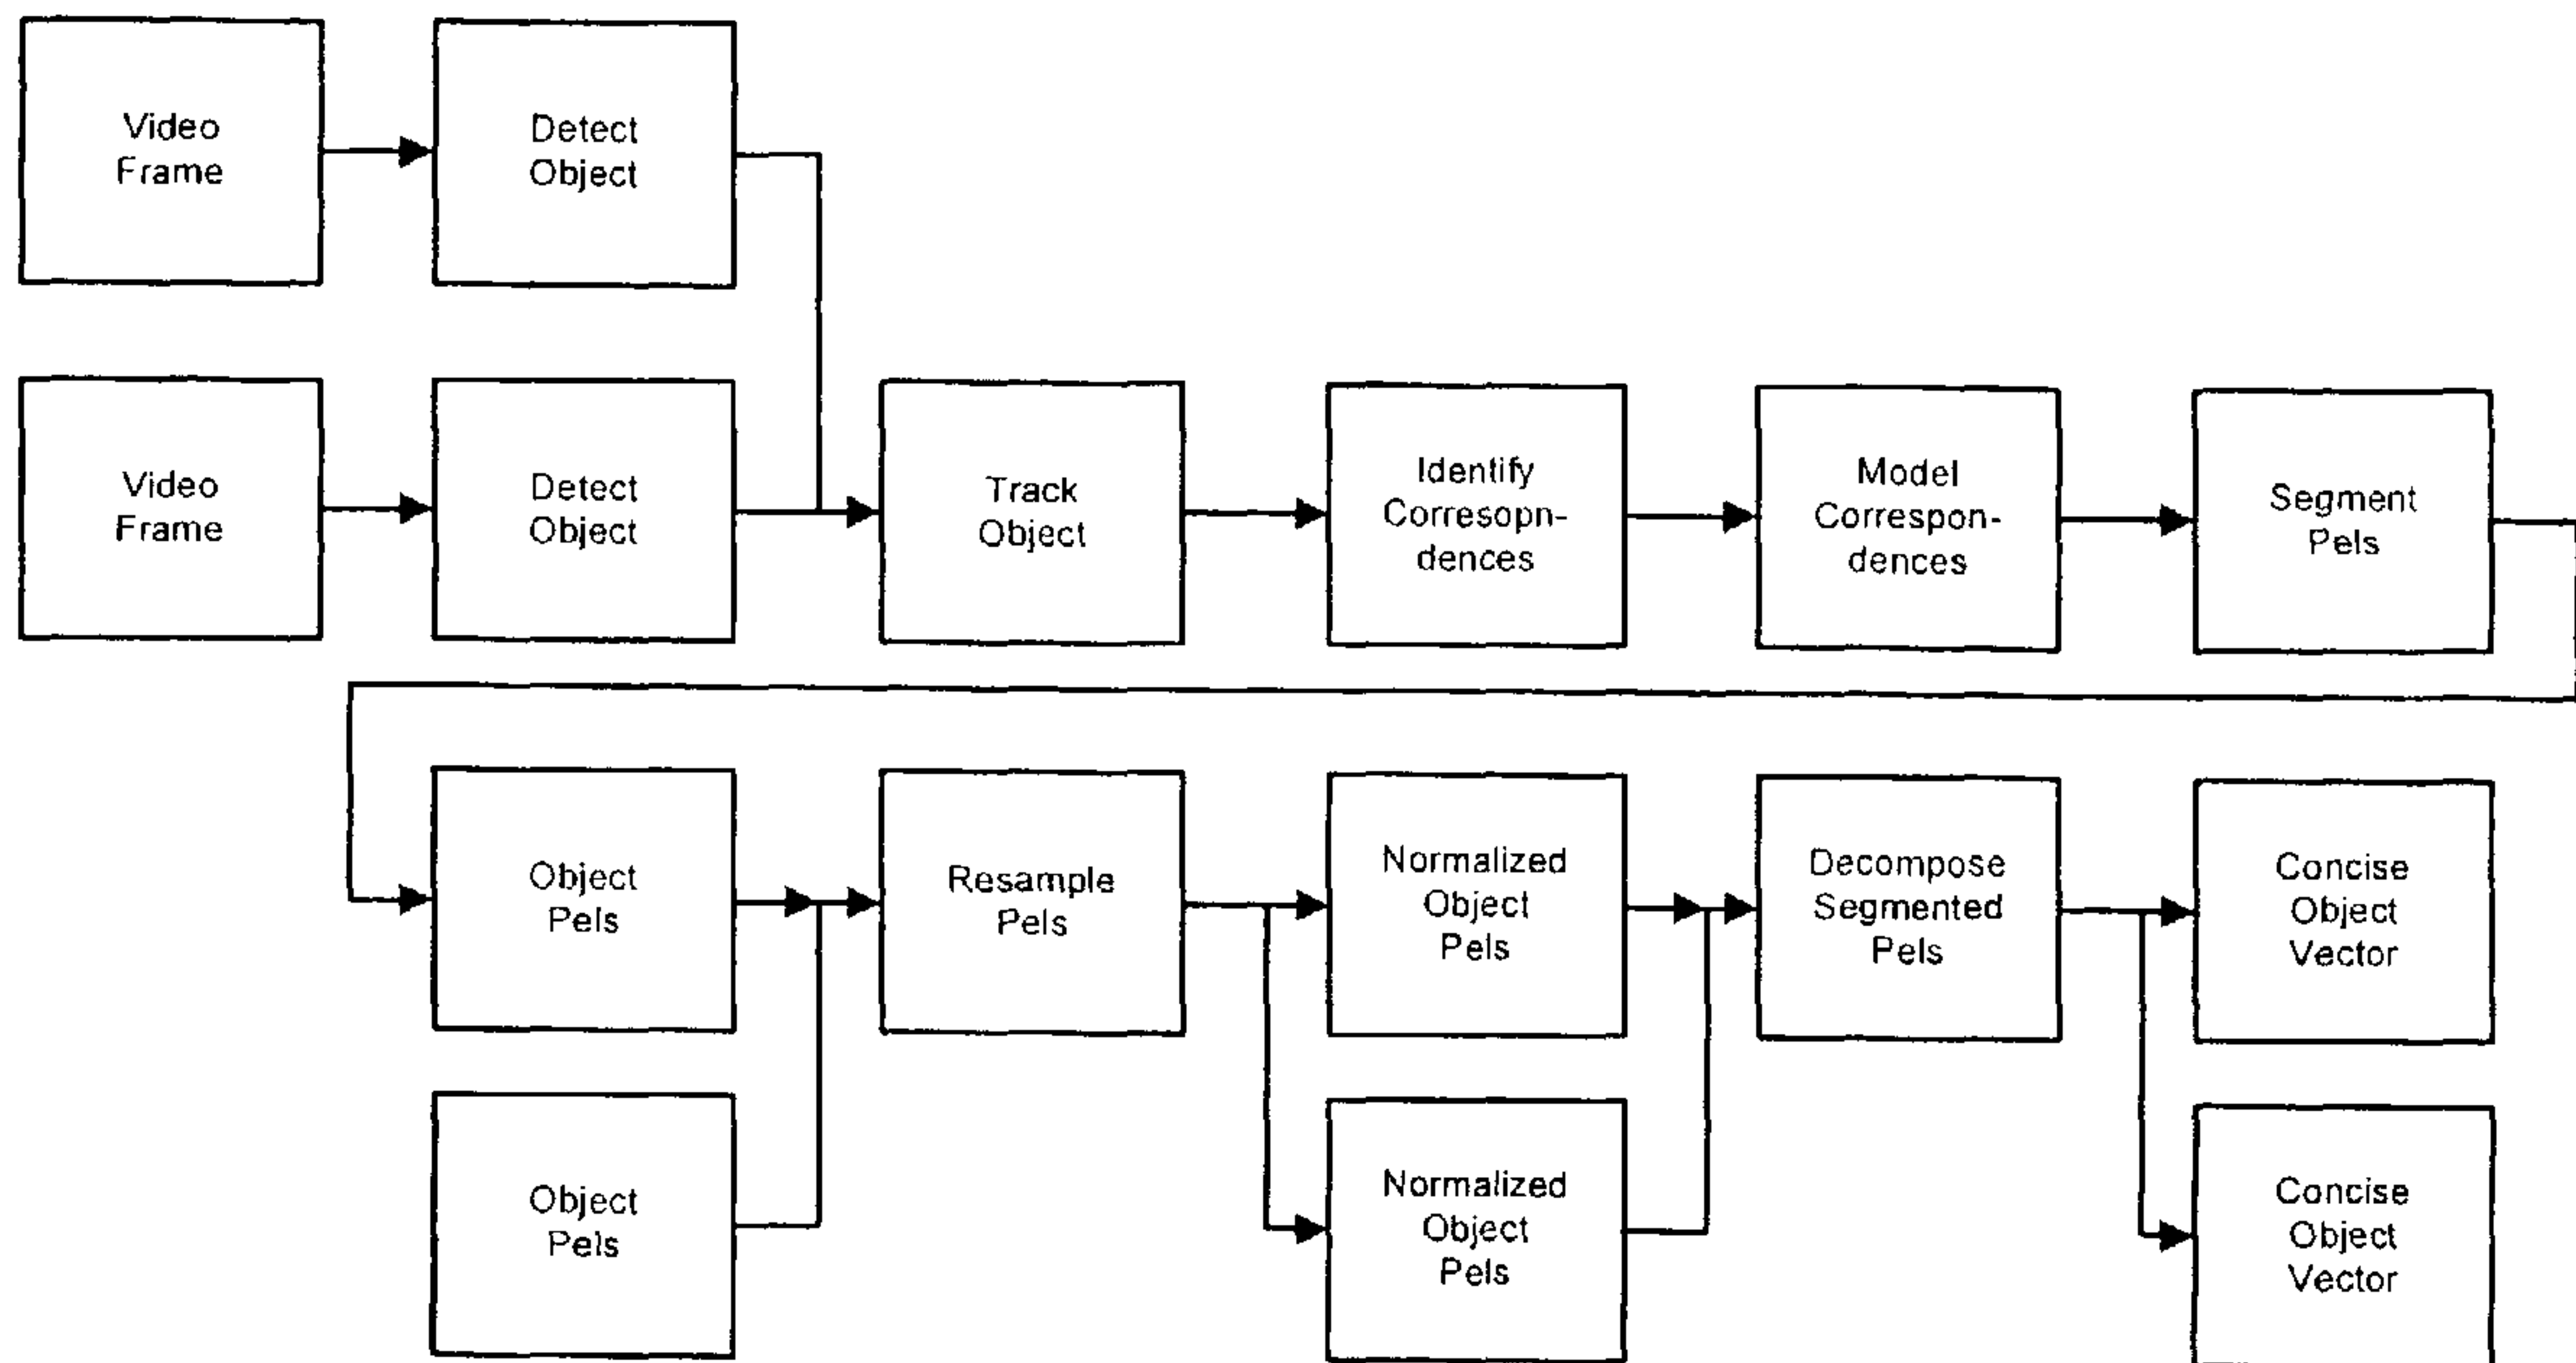 Video
Frame
Detect
Object
Video
Frame
Detect
Object
Track
Object
Identify
Corresopn-
dences
Model
Correspon-
dences
Segment
Pels
Object
Pels
Resample
Pels
Normalized
Object
Pels
Decompose
Segmented
Pels
Concise
Object
Vector
Object
Pels
Normalized
Object
Pels
Concise
Object
Vector